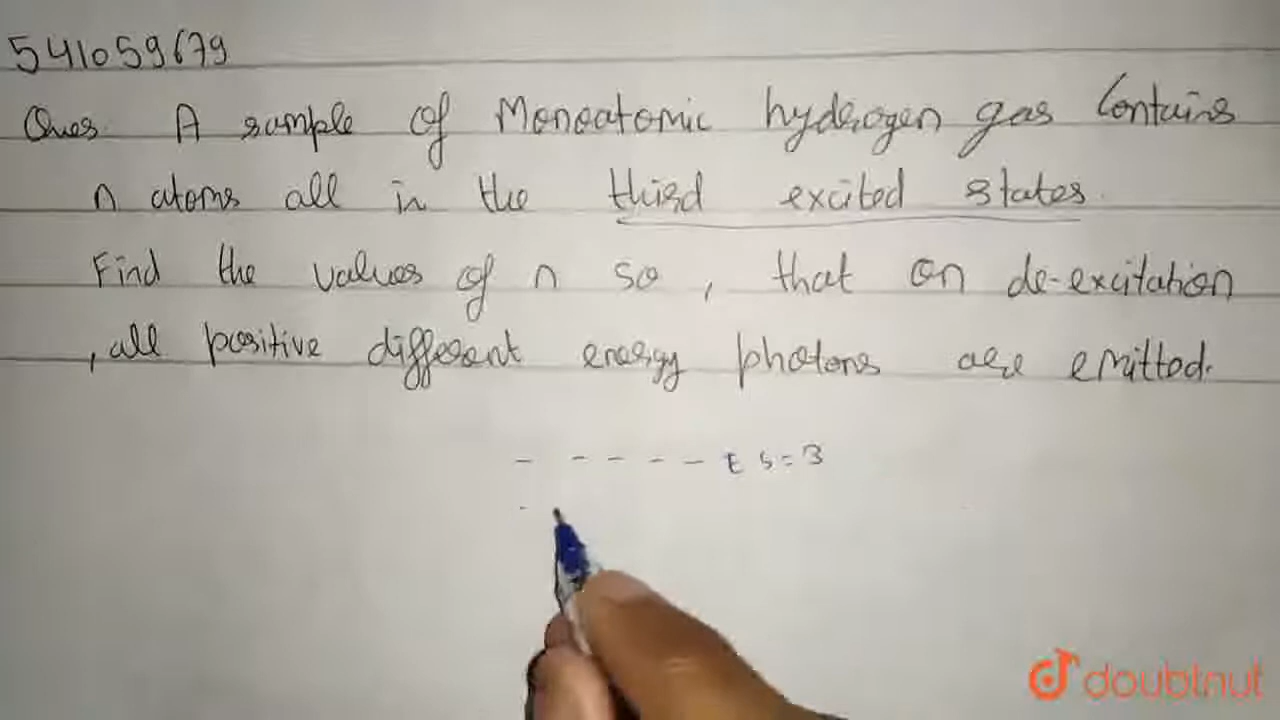 541059679
Ques. A sample of Monoatomic hydrogen gas Contains
n atoms all in the third excited states.
Find the values of n so, that on de-excitation
, all positive different energy photons are emitted.
- - - - - E S = 3
doubtnut